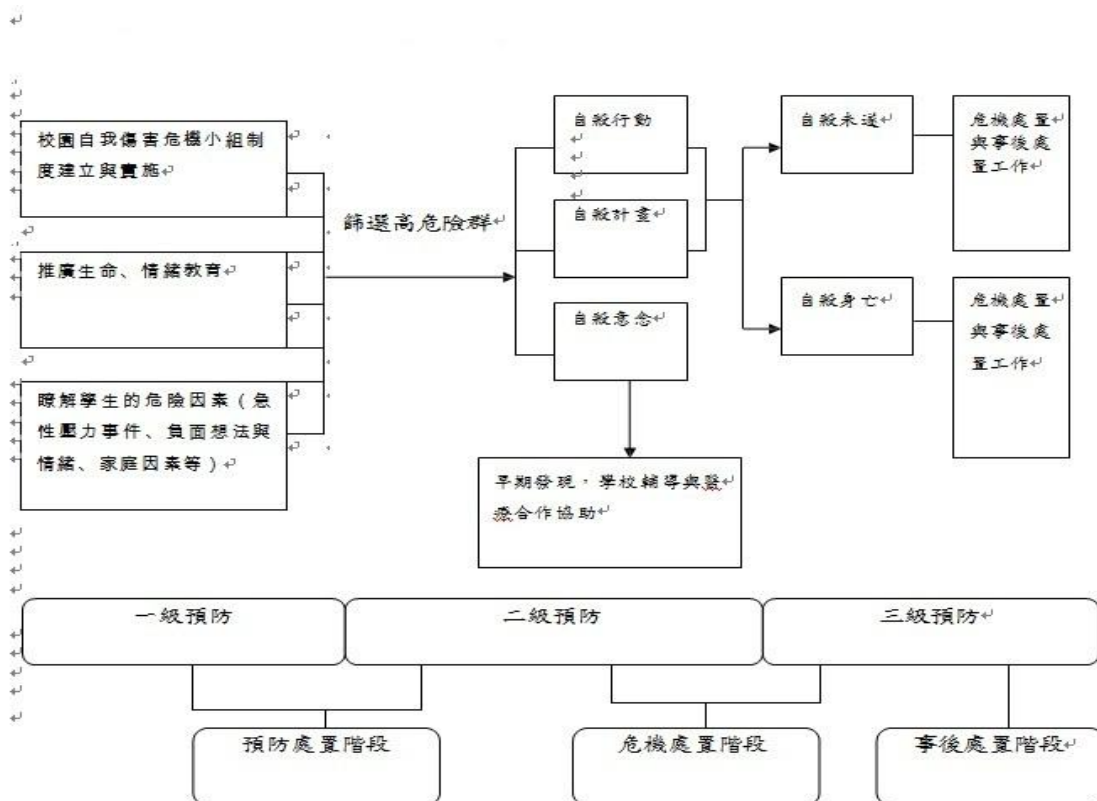 校園自我傷害危機小組制
度建立與實施
推廣生命、情緒教育
瞭解學生的危險因素（急
性壓力事件、負面想法與
情緒、家庭因素等）
篩選高危險群
自殺行動
自殺計畫
自殺意念
早期發現，學校輔導與醫
療合作協助
自殺未遂
危機處置
與事後處
置工作
自殺身亡
危機處置
與事後處
置工作
一級預防
二級預防
三級預防
預防處置階段
危機處置階段
事後處置階段